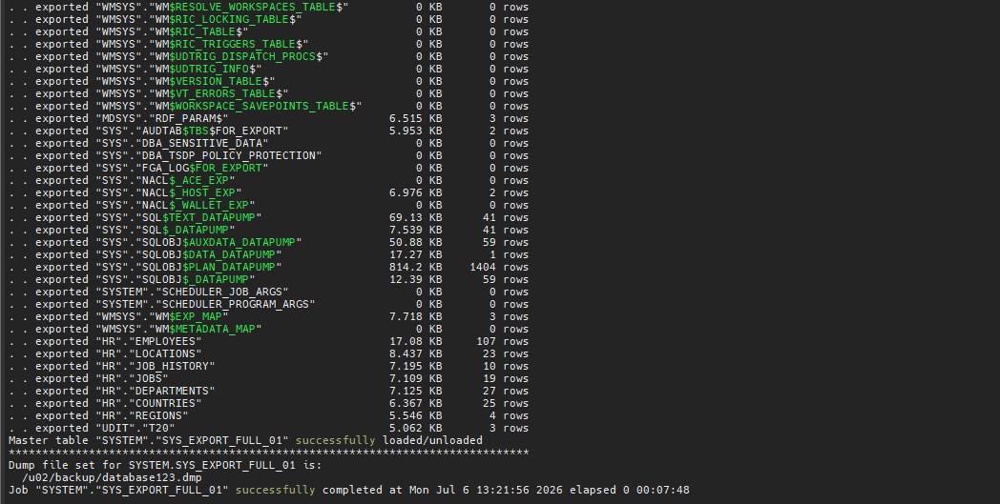 . . exported "WMSYS"."WM$RESOLVE_WORKSPACES_TABLE$" 0 KB 0 rows
. . exported "WMSYS"."WM$RIC_LOCKING_TABLE$" 0 KB 0 rows
. . exported "WMSYS"."WM$RIC_TABLE$" 0 KB 0 rows
. . exported "WMSYS"."WM$RIC_TRIGGERS_TABLE$" 0 KB 0 rows
. . exported "WMSYS"."WM$UDTRIG_DISPATCH_PROCS$" 0 KB 0 rows
. . exported "WMSYS"."WM$UDTRIG_INFO$" 0 KB 0 rows
. . exported "WMSYS"."WM$VERSION_TABLE$" 0 KB 0 rows
. . exported "WMSYS"."WM$VT_ERRORS_TABLE$" 0 KB 0 rows
. . exported "WMSYS"."WM$WORKSPACE_SAVEPOINTS_TABLE$" 0 KB 0 rows
. . exported "MDSYS"."RDF_PARAM$" 6.515 KB 3 rows
. . exported "SYS"."AUDTAB$TBS$FOR_EXPORT" 5.953 KB 2 rows
. . exported "SYS"."DBA_SENSITIVE_DATA" 0 KB 0 rows
. . exported "SYS"."DBA_TSDP_POLICY_PROTECTION" 0 KB 0 rows
. . exported "SYS"."FGA_LOG$FOR_EXPORT" 0 KB 0 rows
. . exported "SYS"."NACL$_ACE_EXP" 0 KB 0 rows
. . exported "SYS"."NACL$_HOST_EXP" 6.976 KB 2 rows
. . exported "SYS"."NACL$_WALLET_EXP" 0 KB 0 rows
. . exported "SYS"."SQL$TEXT_DATAPUMP" 69.13 KB 41 rows
. . exported "SYS"."SQL$_DATAPUMP" 7.539 KB 41 rows
. . exported "SYS"."SQLOBJ$AUXDATA_DATAPUMP" 50.88 KB 59 rows
. . exported "SYS"."SQLOBJ$DATA_DATAPUMP" 17.27 KB 1 rows
. . exported "SYS"."SQLOBJ$PLAN_DATAPUMP" 814.2 KB 1404 rows
. . exported "SYS"."SQLOBJ$_DATAPUMP" 12.39 KB 59 rows
. . exported "SYSTEM"."SCHEDULER_JOB_ARGS" 0 KB 0 rows
. . exported "SYSTEM"."SCHEDULER_PROGRAM_ARGS" 0 KB 0 rows
. . exported "WMSYS"."WM$EXP_MAP" 7.718 KB 3 rows
. . exported "WMSYS"."WM$METADATA_MAP" 0 KB 0 rows
. . exported "HR"."EMPLOYEES" 17.08 KB 107 rows
. . exported "HR"."LOCATIONS" 8.437 KB 23 rows
. . exported "HR"."JOB_HISTORY" 7.195 KB 10 rows
. . exported "HR"."JOBS" 7.109 KB 19 rows
. . exported "HR"."DEPARTMENTS" 7.125 KB 27 rows
. . exported "HR"."COUNTRIES" 6.367 KB 25 rows
. . exported "HR"."REGIONS" 5.546 KB 4 rows
. . exported "UDIT"."T20" 5.062 KB 3 rows
Master table "SYSTEM"."SYS_EXPORT_FULL_01" successfully loaded/unloaded
******************************************************************************
Dump file set for SYSTEM.SYS_EXPORT_FULL_01 is:
/u02/backup/database123.dmp
Job "SYSTEM"."SYS_EXPORT_FULL_01" successfully completed at Mon Jul 6 13:21:56 2026 elapsed 0 00:07:48